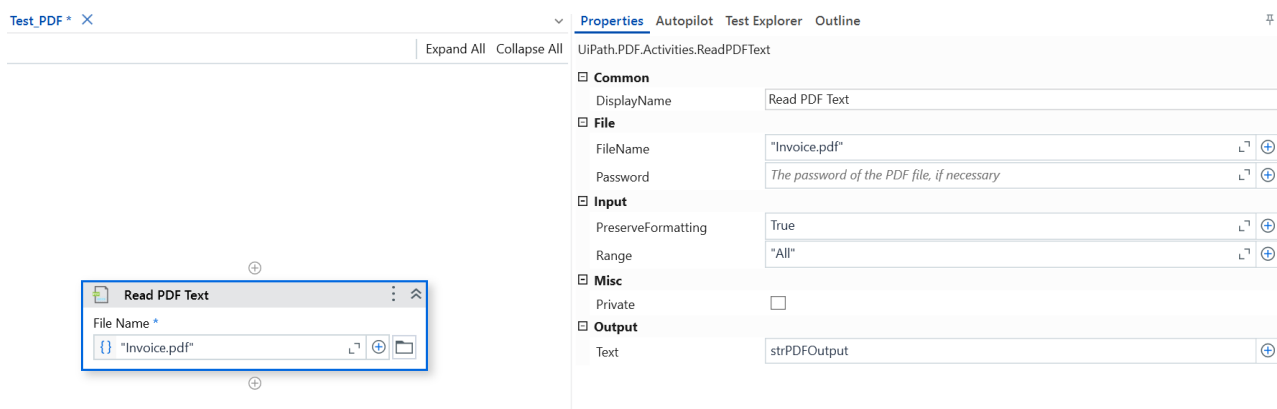 Test_PDF *
Expand All Collapse All
Read PDF Text
File Name *
"Invoice.pdf"
Properties Autopilot Test Explorer Outline
UiPath.PDF.Activities.ReadPDFText
Common
DisplayName Read PDF Text
File
FileName "Invoice.pdf"
Password The password of the PDF file, if necessary
Input
PreserveFormatting True
Range "All"
Misc
Private
Output
Text strPDFOutput